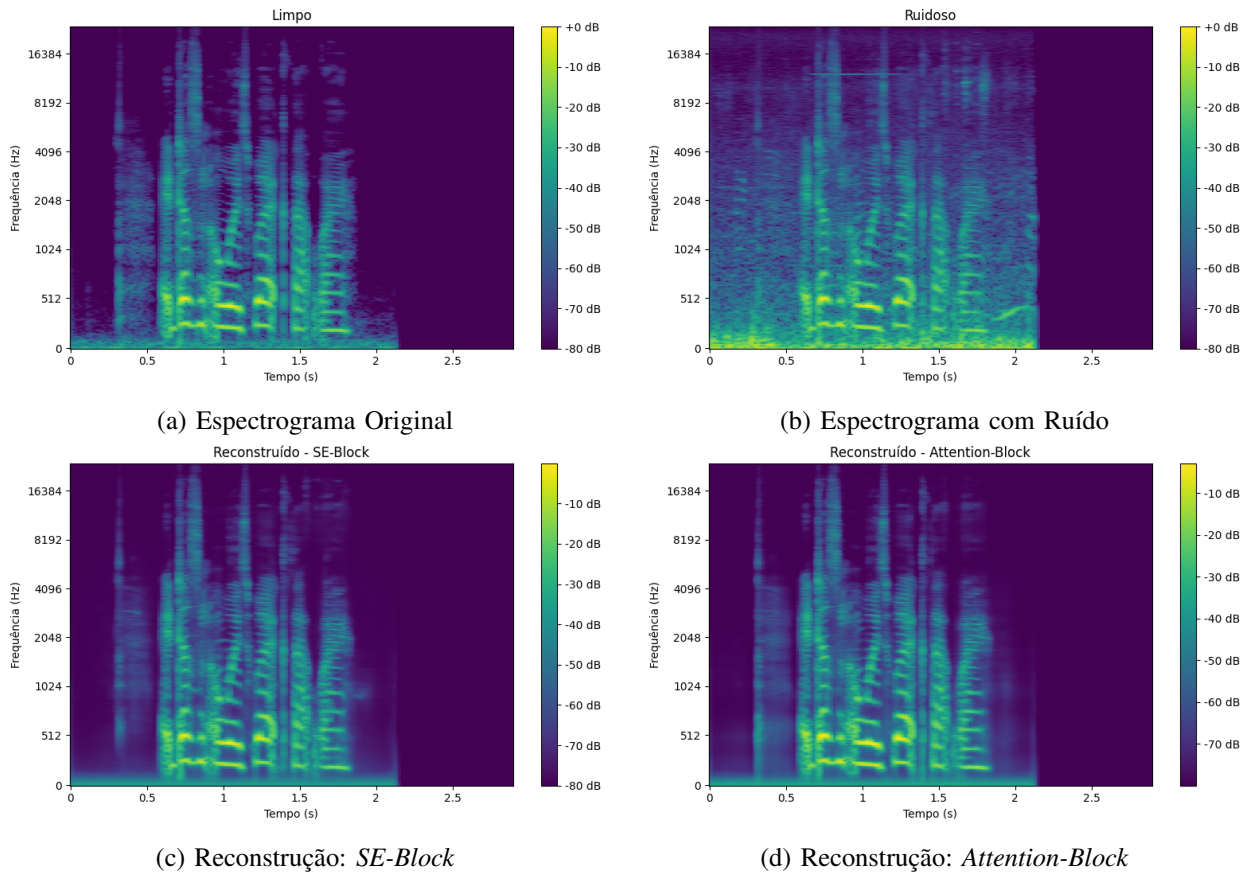 Limpo
Frequência (Hz)
16384
8192
4096
2048
1024
512
0
0
0.5
1
1.5
2
2.5
Tempo (s)
+0 dB
-10 dB
-20 dB
-30 dB
-40 dB
-50 dB
-60 dB
-70 dB
-80 dB
(a) Espectrograma Original
Ruidoso
Frequência (Hz)
16384
8192
4096
2048
1024
512
0
0
0.5
1
1.5
2
2.5
Tempo (s)
+0 dB
-10 dB
-20 dB
-30 dB
-40 dB
-50 dB
-60 dB
-70 dB
-80 dB
(b) Espectrograma com Ruído
Reconstruído - SE-Block
Frequência (Hz)
16384
8192
4096
2048
1024
512
0
0
0.5
1
1.5
2
2.5
Tempo (s)
-10 dB
-20 dB
-30 dB
-40 dB
-50 dB
-60 dB
-70 dB
-80 dB
(c) Reconstrução: SE-Block
Reconstruído - Attention-Block
Frequência (Hz)
16384
8192
4096
2048
1024
512
0
0
0.5
1
1.5
2
2.5
Tempo (s)
-10 dB
-20 dB
-30 dB
-40 dB
-50 dB
-60 dB
-70 dB
(d) Reconstrução: Attention-Block